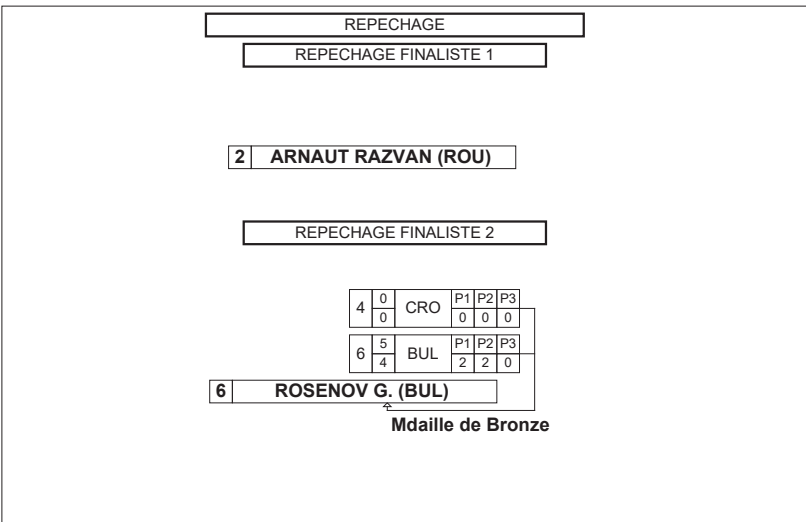 REPECHAGE
REPECHAGE FINALISTE 1
2 ARNAUT RAZVAN (ROU)
REPECHAGE FINALISTE 2
4 0 CRO P1 P2 P3
0 0 0 0
6 5 BUL P1 P2 P3
4 2 2 0
6 ROSENOV G. (BUL)
Mdaille de Bronze